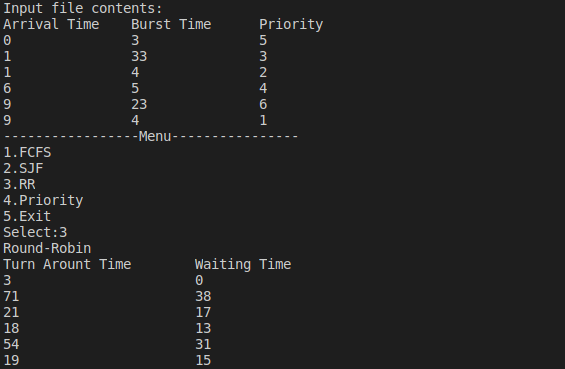 Input file contents:
Arrival Time    Burst Time      Priority
0               3               5
1               33              3
1               4               2
6               5               4
9               23              6
9               4               1
-----------------Menu----------------
1.FCFS
2.SJF
3.RR
4.Priority
5.Exit
Select:3
Round-Robin
Turn Arount Time        Waiting Time
3                       0
71                      38
21                      17
18                      13
54                      31
19                      15